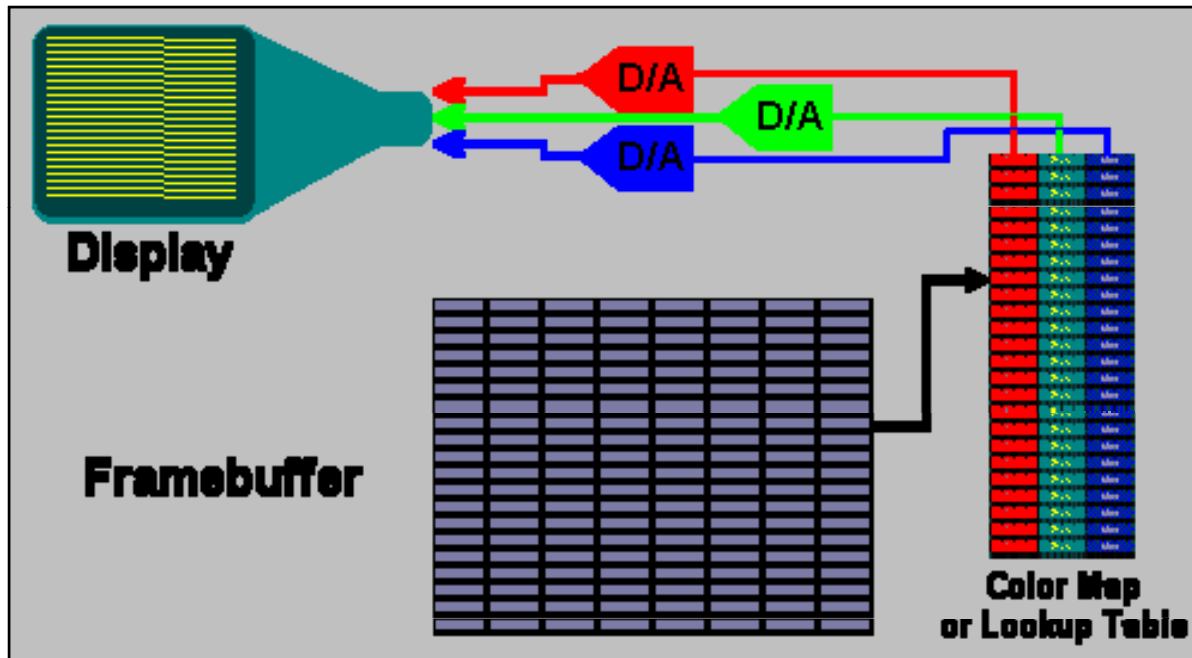 D/A
D/A
D/A
Display
Framebuffer
Color Map
or Lookup Table